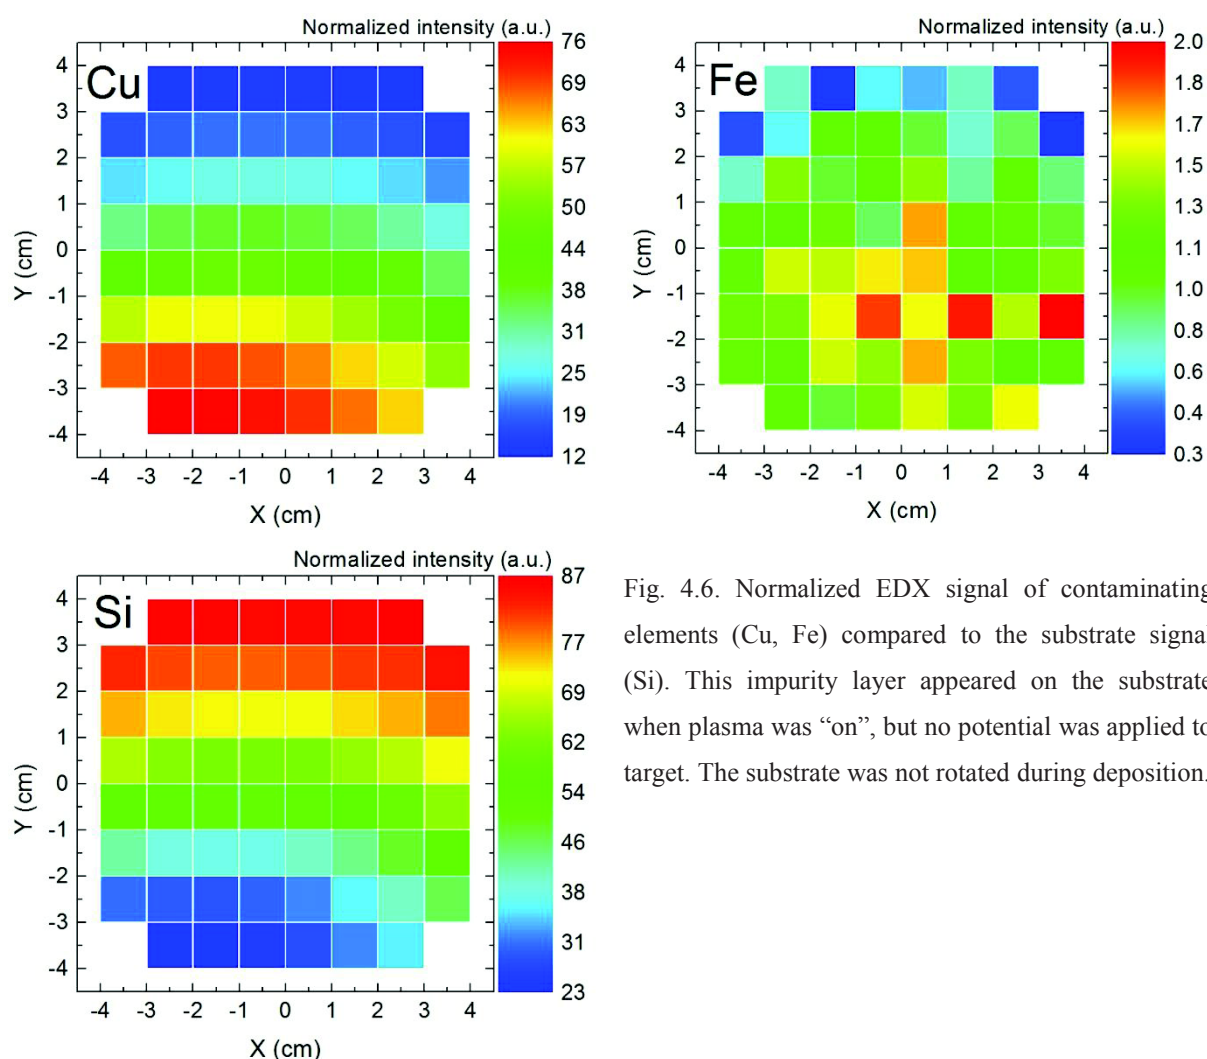 Normalized intensity (a.u.)
Cu
4
3
2
1
0
-1
-2
-3
-4
Y (cm)
-4 -3 -2 -1 0 1 2 3 4
X (cm)
76
69
63
57
50
44
38
31
25
19
12
Normalized intensity (a.u.)
Fe
4
3
2
1
0
-1
-2
-3
-4
Y (cm)
-4 -3 -2 -1 0 1 2 3 4
X (cm)
2.0
1.8
1.7
1.5
1.3
1.1
1.0
0.8
0.6
0.4
0.3
Normalized intensity (a.u.)
Si
4
3
2
1
0
-1
-2
-3
-4
Y (cm)
-4 -3 -2 -1 0 1 2 3 4
X (cm)
87
77
69
62
54
46
38
31
23
Fig. 4.6. Normalized EDX signal of contaminating
elements (Cu, Fe) compared to the substrate signal
(Si). This impurity layer appeared on the substrate
when plasma was “on”, but no potential was applied to
target. The substrate was not rotated during deposition.